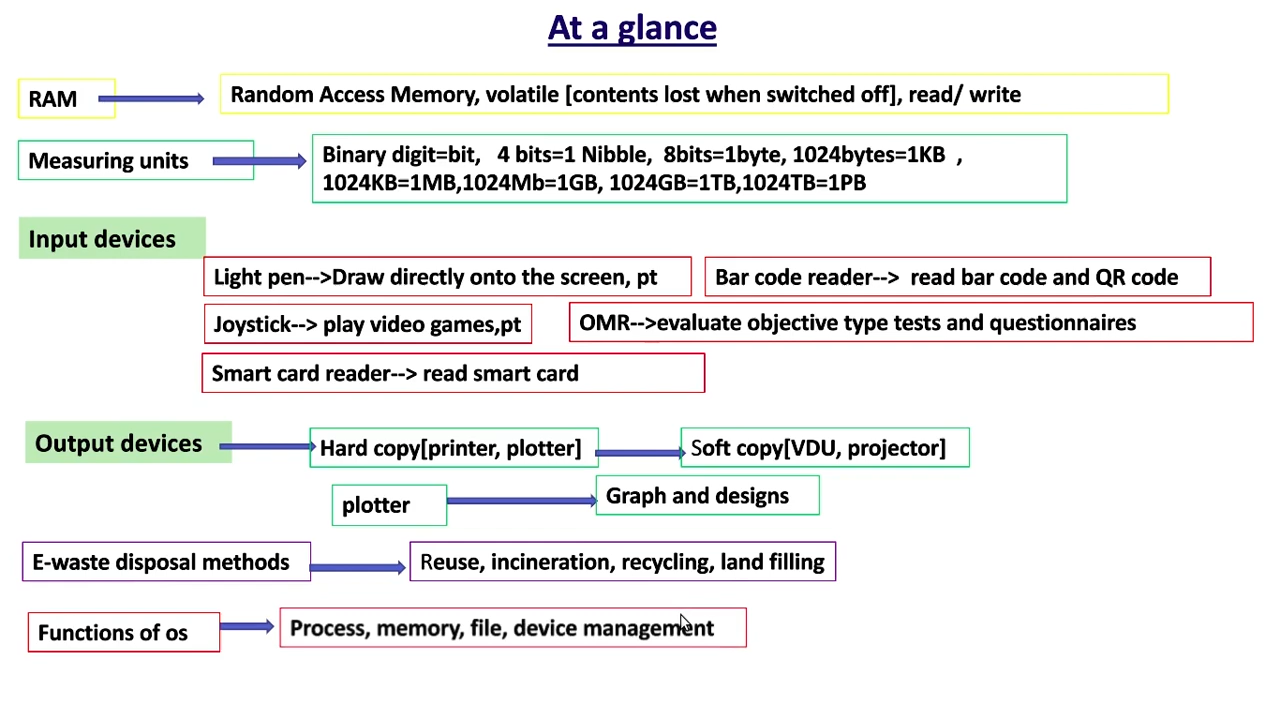 At a glance
RAM
Random Access Memory, volatile [contents lost when switched off], read/ write
Measuring units
Binary digit=bit, 4 bits=1 Nibble, 8bits=1byte, 1024bytes=1KB ,
1024KB=1MB,1024Mb=1GB, 1024GB=1TB,1024TB=1PB
Input devices
Light pen-->Draw directly onto the screen, pt
Bar code reader--> read bar code and QR code
Joystick--> play video games,pt
OMR-->evaluate objective type tests and questionnaires
Smart card reader--> read smart card
Output devices
Hard copy[printer, plotter]
Soft copy[VDU, projector]
plotter
Graph and designs
E-waste disposal methods
Reuse, incineration, recycling, land filling
Functions of os
Process, memory, file, device management